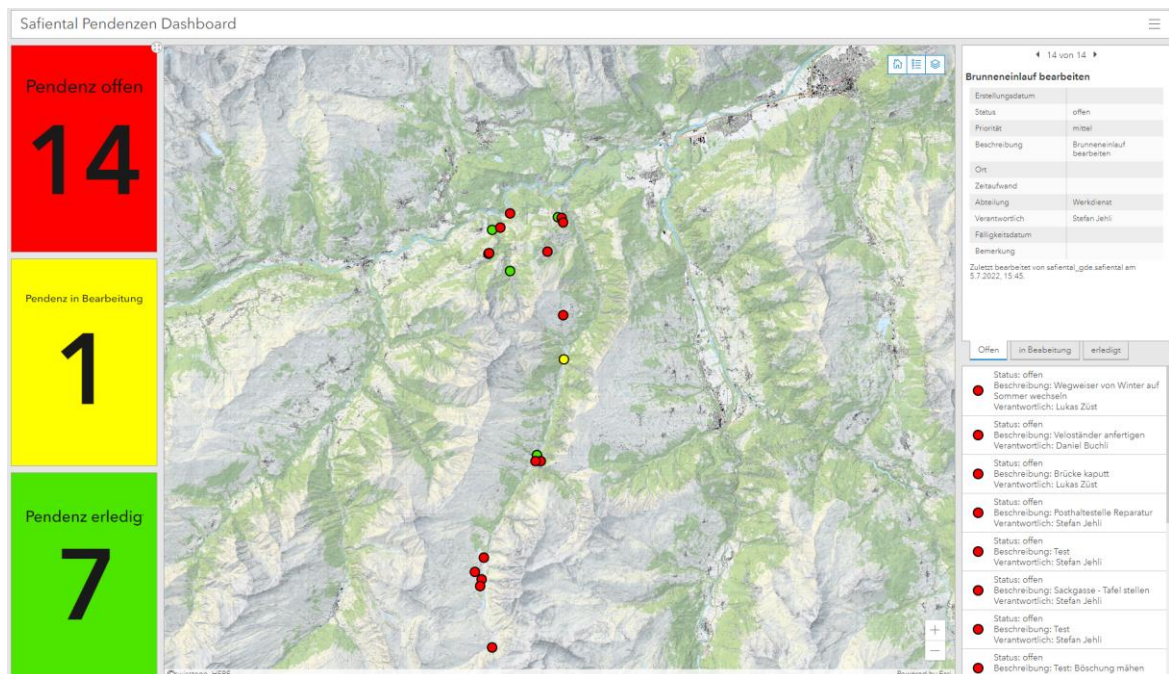 Safiental Pendenzen Dashboard
Pendenz offen
14
Pendenz in Bearbeitung
1
Pendenz erledig
7
14 von 14
Brunneneinlauf bearbeiten
Erstellungsdatum
Status offen
Priorität mittel
Beschreibung Brunneneinlauf
bearbeiten
Ort
Zeitaufwand
Abteilung Werkdienst
Verantwortlich Stefan Jehli
Fälligkeitsdatum
Bemerkung
Zuletzt bearbeitet von safiental_gde.safiental am
5.7.2022, 15:45.
Offen in Beabeitung erledigt
Status: offen
Beschreibung: Wegweiser von Winter auf
Sommer wechseln
Verantwortlich: Lukas Züst
Status: offen
Beschreibung: Veloständer anfertigen
Verantwortlich: Daniel Buchli
Status: offen
Beschreibung: Brücke kaputt
Verantwortlich: Lukas Züst
Status: offen
Beschreibung: Posthaltestelle Reparatur
Verantwortlich: Stefan Jehli
Status: offen
Beschreibung: Test
Verantwortlich: Stefan Jehli
Status: offen
Beschreibung: Sackgasse - Tafel stellen
Verantwortlich: Stefan Jehli
Status: offen
Beschreibung: Test
Verantwortlich: Stefan Jehli
Status: offen
Beschreibung: Test: Böschung mähen